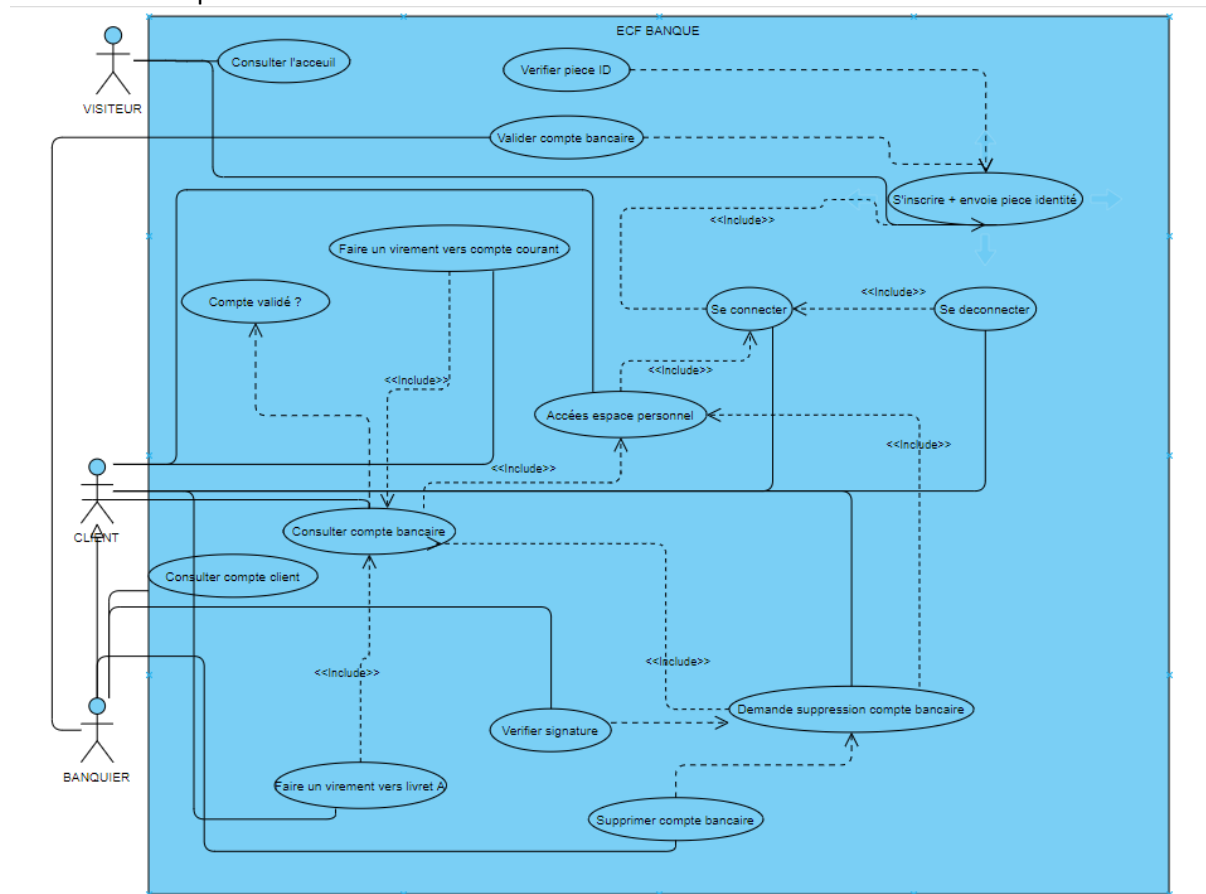 ECF BANQUE
Consulter l'acceuil
Verifier piece ID
VISITEUR
Valider compte bancaire
S'inscrire + envoie piece identité
<<Include>>
Faire un virement vers compte courant
<<Include>>
Compte validé ?
Se connecter
Se deconnecter
<<Include>>
<<Include>>
Accées espace personnel
<<Include>>
<<Include>>
Consulter compte bancaire
CLIENT
Consulter compte client
<<Include>>
<<Include>>
Demande suppression compte bancaire
Verifier signature
BANQUIER
Faire un virement vers livret A
Supprimer compte bancaire